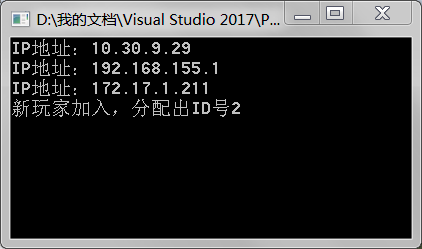 D:\我的文档\Visual Studio 2017\P...
IP地址：10.30.9.29
IP地址：192.168.155.1
IP地址：172.17.1.211
新玩家加入，分配出ID号2